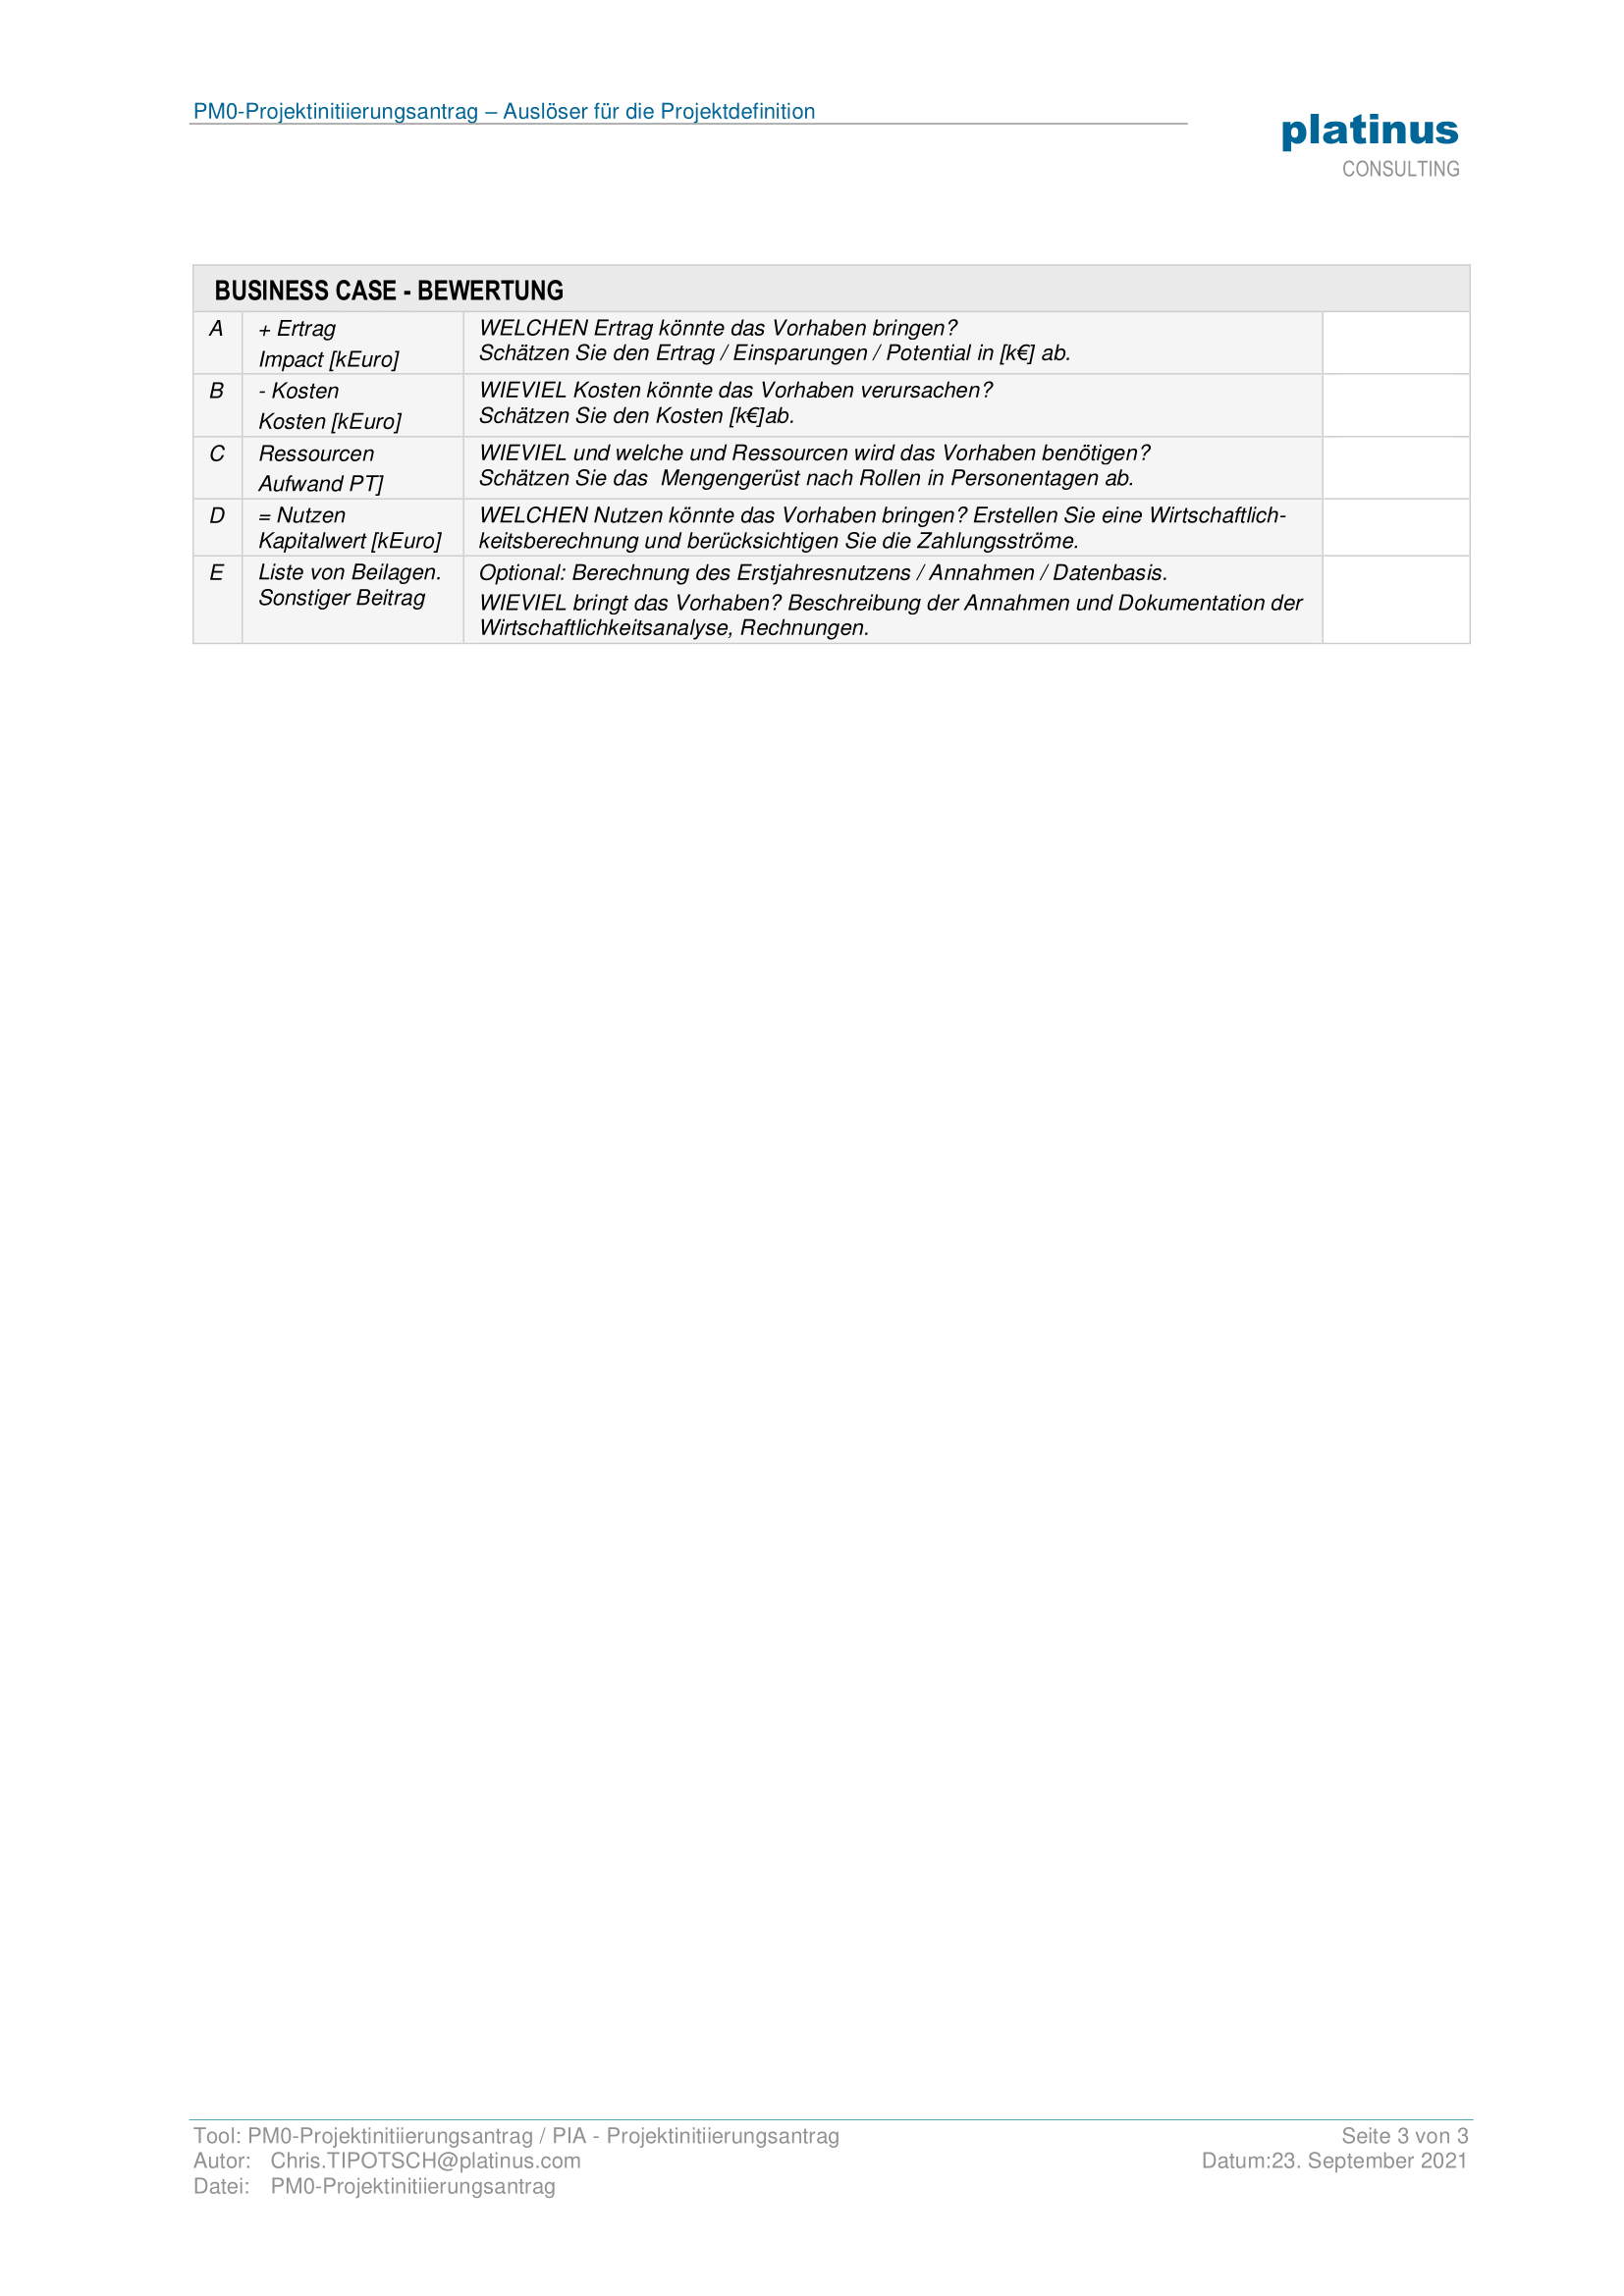 PM0-Projektinitiierungsantrag – Auslöser für die Projektdefinition
platinus
CONSULTING
BUSINESS CASE - BEWERTUNG
A
+ Ertrag
Impact [kEuro]
WELCHEN Ertrag könnte das Vorhaben bringen?
Schätzen Sie den Ertrag / Einsparungen / Potential in [k€] ab.
B
- Kosten
Kosten [kEuro]
WIEVIEL Kosten könnte das Vorhaben verursachen?
Schätzen Sie den Kosten [k€]ab.
C
Ressourcen
Aufwand PT]
WIEVIEL und welche und Ressourcen wird das Vorhaben benötigen?
Schätzen Sie das  Mengengerüst nach Rollen in Personentagen ab.
D
= Nutzen
Kapitalwert [kEuro]
WELCHEN Nutzen könnte das Vorhaben bringen? Erstellen Sie eine Wirtschaftlich-
keitsberechnung und berücksichtigen Sie die Zahlungsströme.
E
Liste von Beilagen.
Sonstiger Beitrag
Optional: Berechnung des Erstjahresnutzens / Annahmen / Datenbasis.
WIEVIEL bringt das Vorhaben? Beschreibung der Annahmen und Dokumentation der
Wirtschaftlichkeitsanalyse, Rechnungen.
Tool: PM0-Projektinitiierungsantrag / PIA - Projektinitiierungsantrag
Seite 3 von 3
Autor: Chris.TIPOTSCH@platinus.com
Datum:23. September 2021
Datei: PM0-Projektinitiierungsantrag